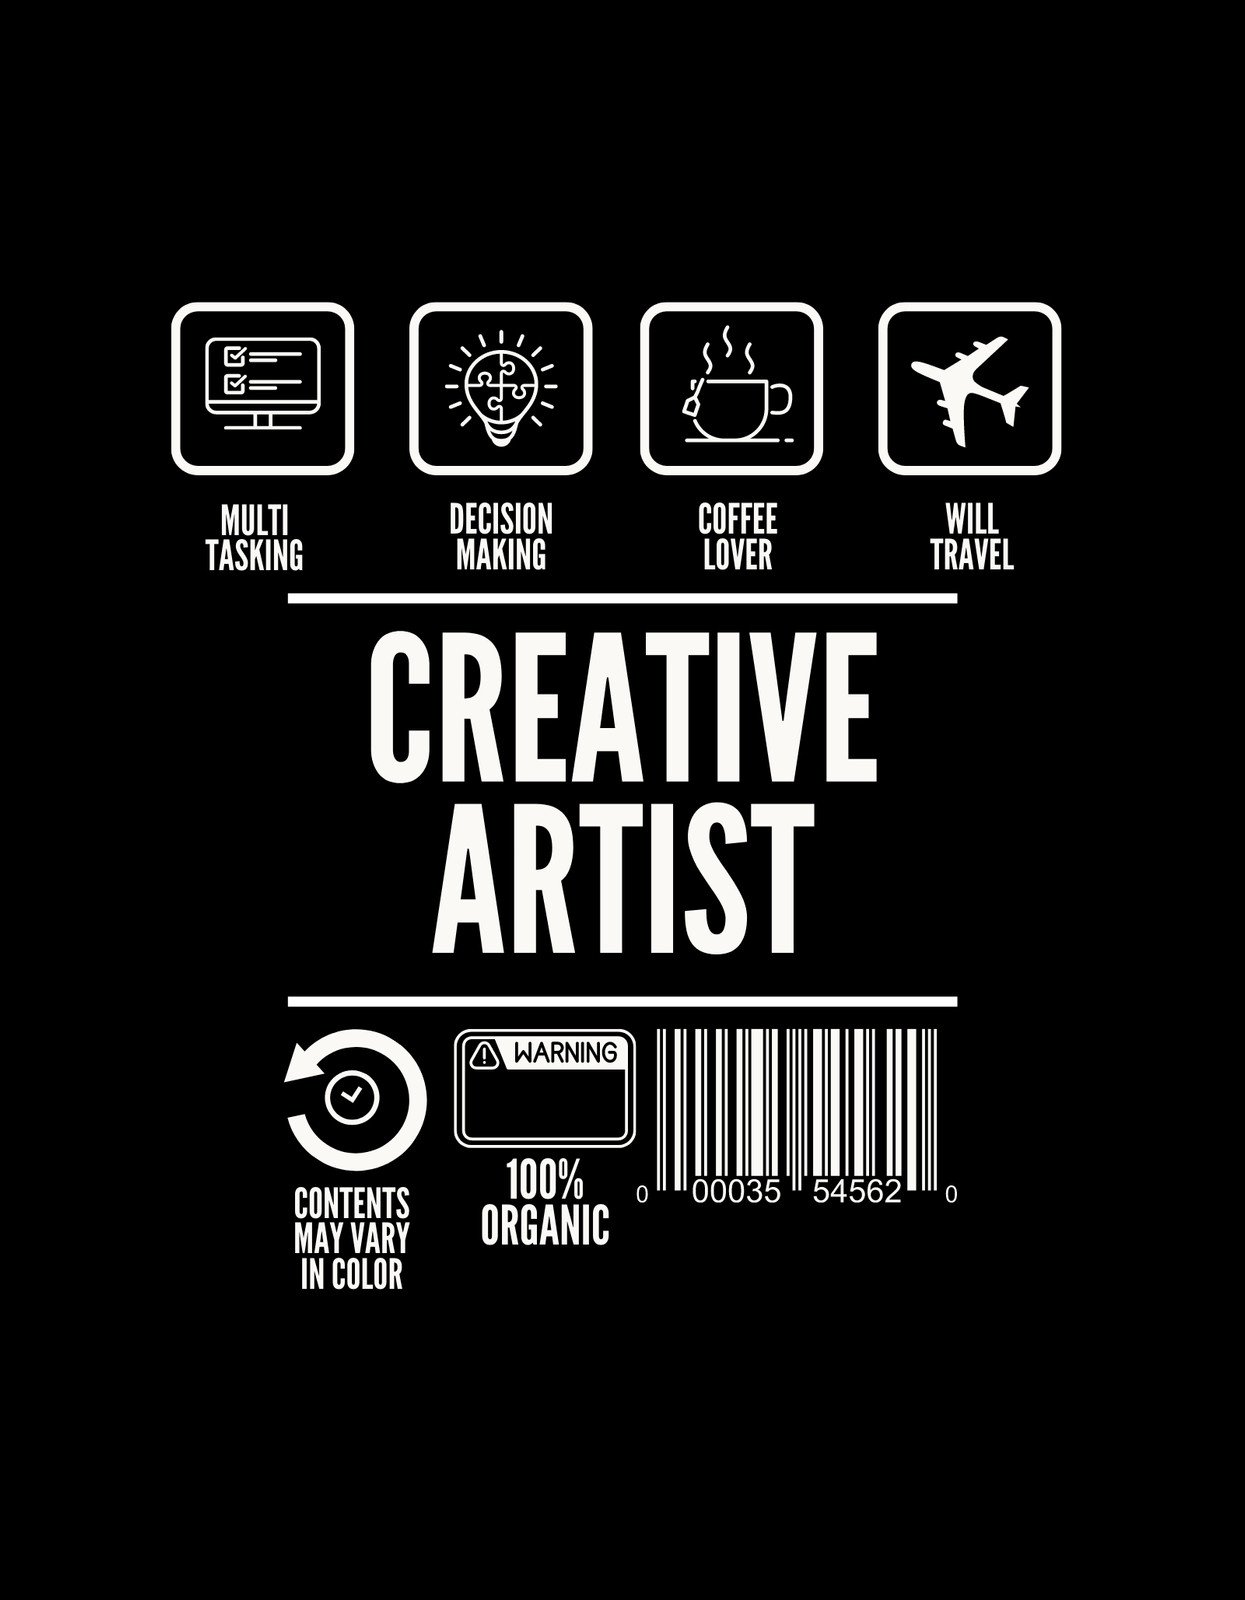 MULTI
TASKING
DECISION
MAKING
COFFEE
LOVER
WILL
TRAVEL
CREATIVE
ARTIST
CONTENTS
MAY VARY
IN COLOR
WARNING
100%
ORGANIC
0 00035 54562 0